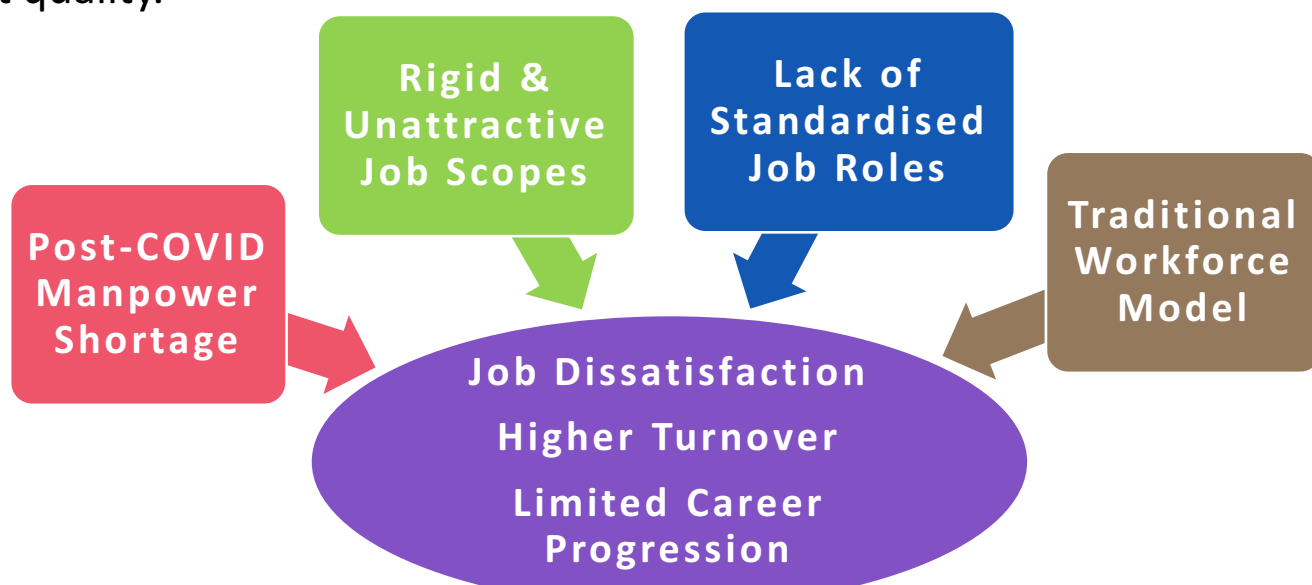 t quality.
Rigid &
Unattractive
Job Scopes
Lack of
Standardised
Job Roles
Post-COVID
Manpower
Shortage
Traditional
Workforce
Model
Job Dissatisfaction
Higher Turnover
Limited Career
Progression